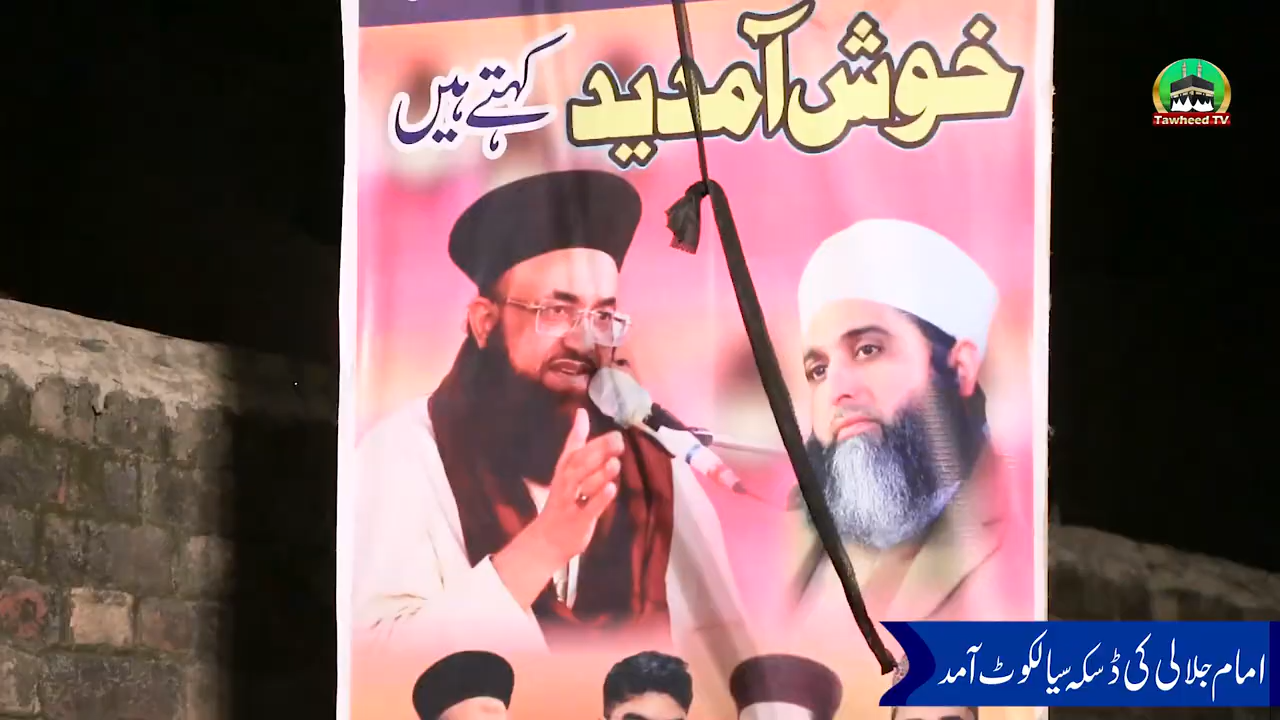 خوش آمدید کہتے ہیں
Tawheed TV
امام جلالی کی ڈسکہ سیالکوٹ آمد